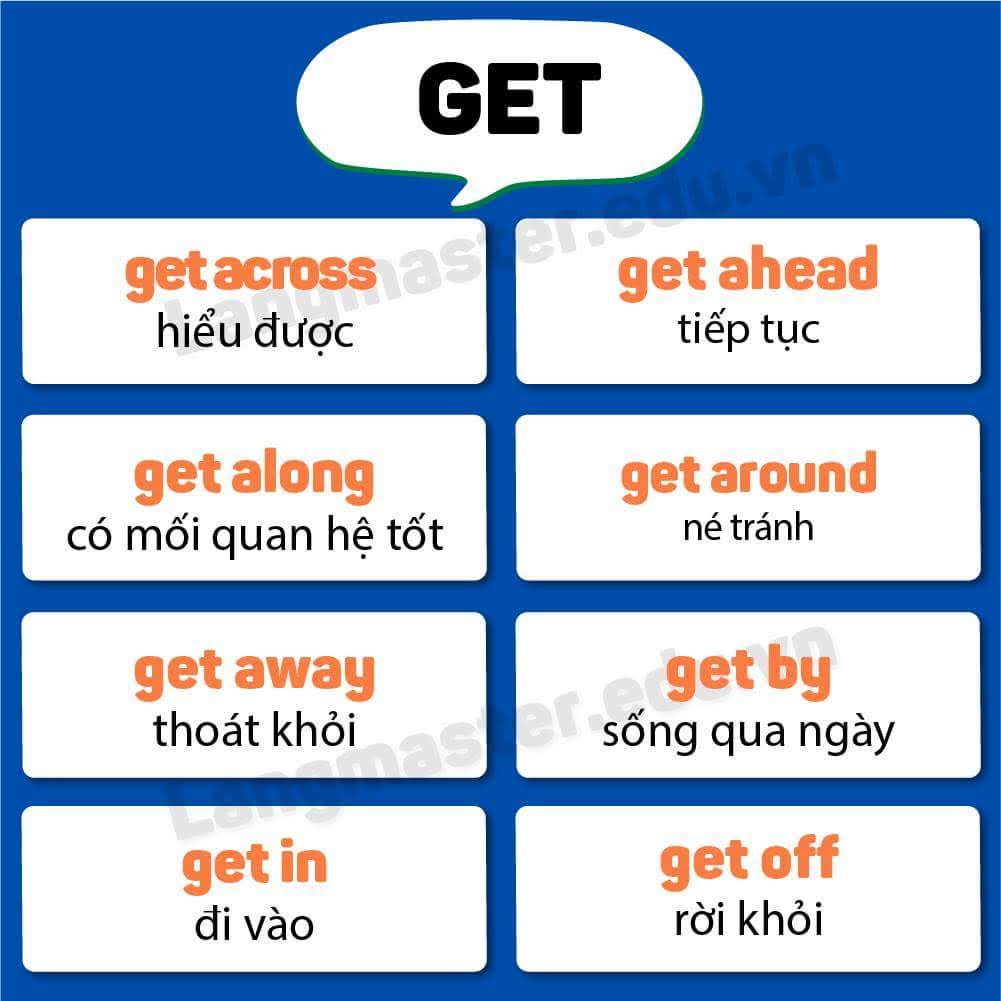 GET
get across
hiểu được
get ahead
tiếp tục
get along
có mối quan hệ tốt
get around
né tránh
get away
thoát khỏi
get by
sống qua ngày
get in
đi vào
get off
rời khỏi
Langmaster.edu.vn
Langmaster.edu.vn